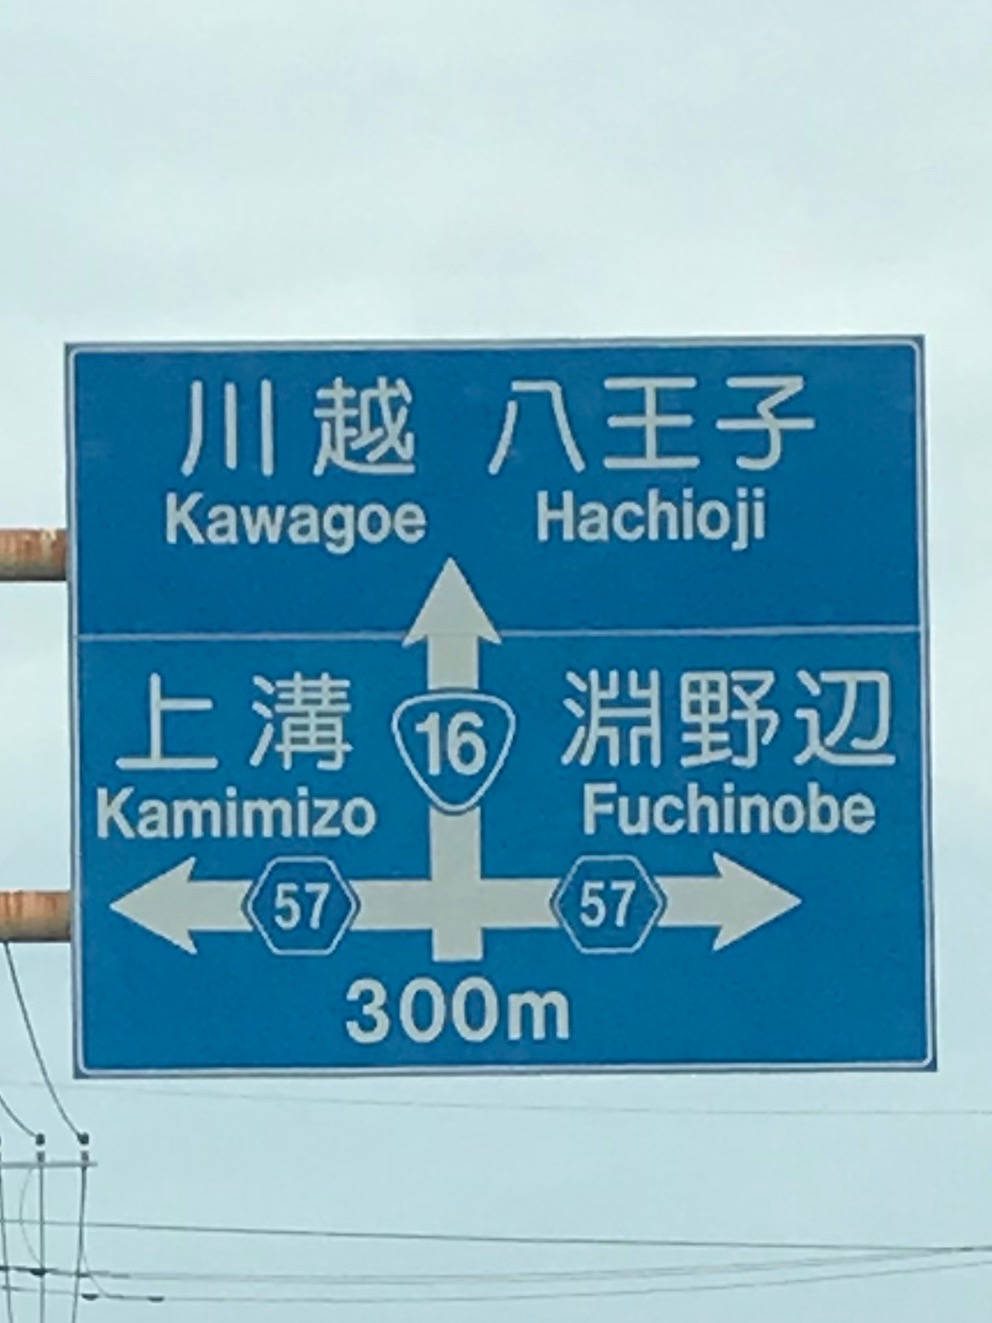 川越 八王子
Kawagoe Hachioji
上溝 16 淵野辺
Kamimizo Fuchinobe
57 57
300m